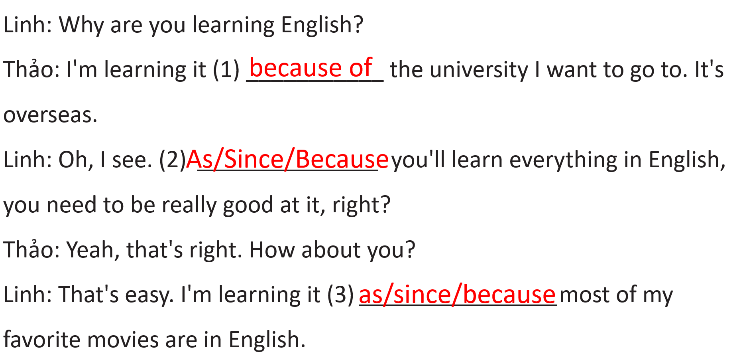 Linh: Why are you learning English?
Thảo: I'm learning it (1) because of the university I want to go to. It's
overseas.
Linh: Oh, I see. (2)As/Since/Because you'll learn everything in English,
you need to be really good at it, right?
Thảo: Yeah, that's right. How about you?
Linh: That's easy. I'm learning it (3) as/since/because most of my
favorite movies are in English.